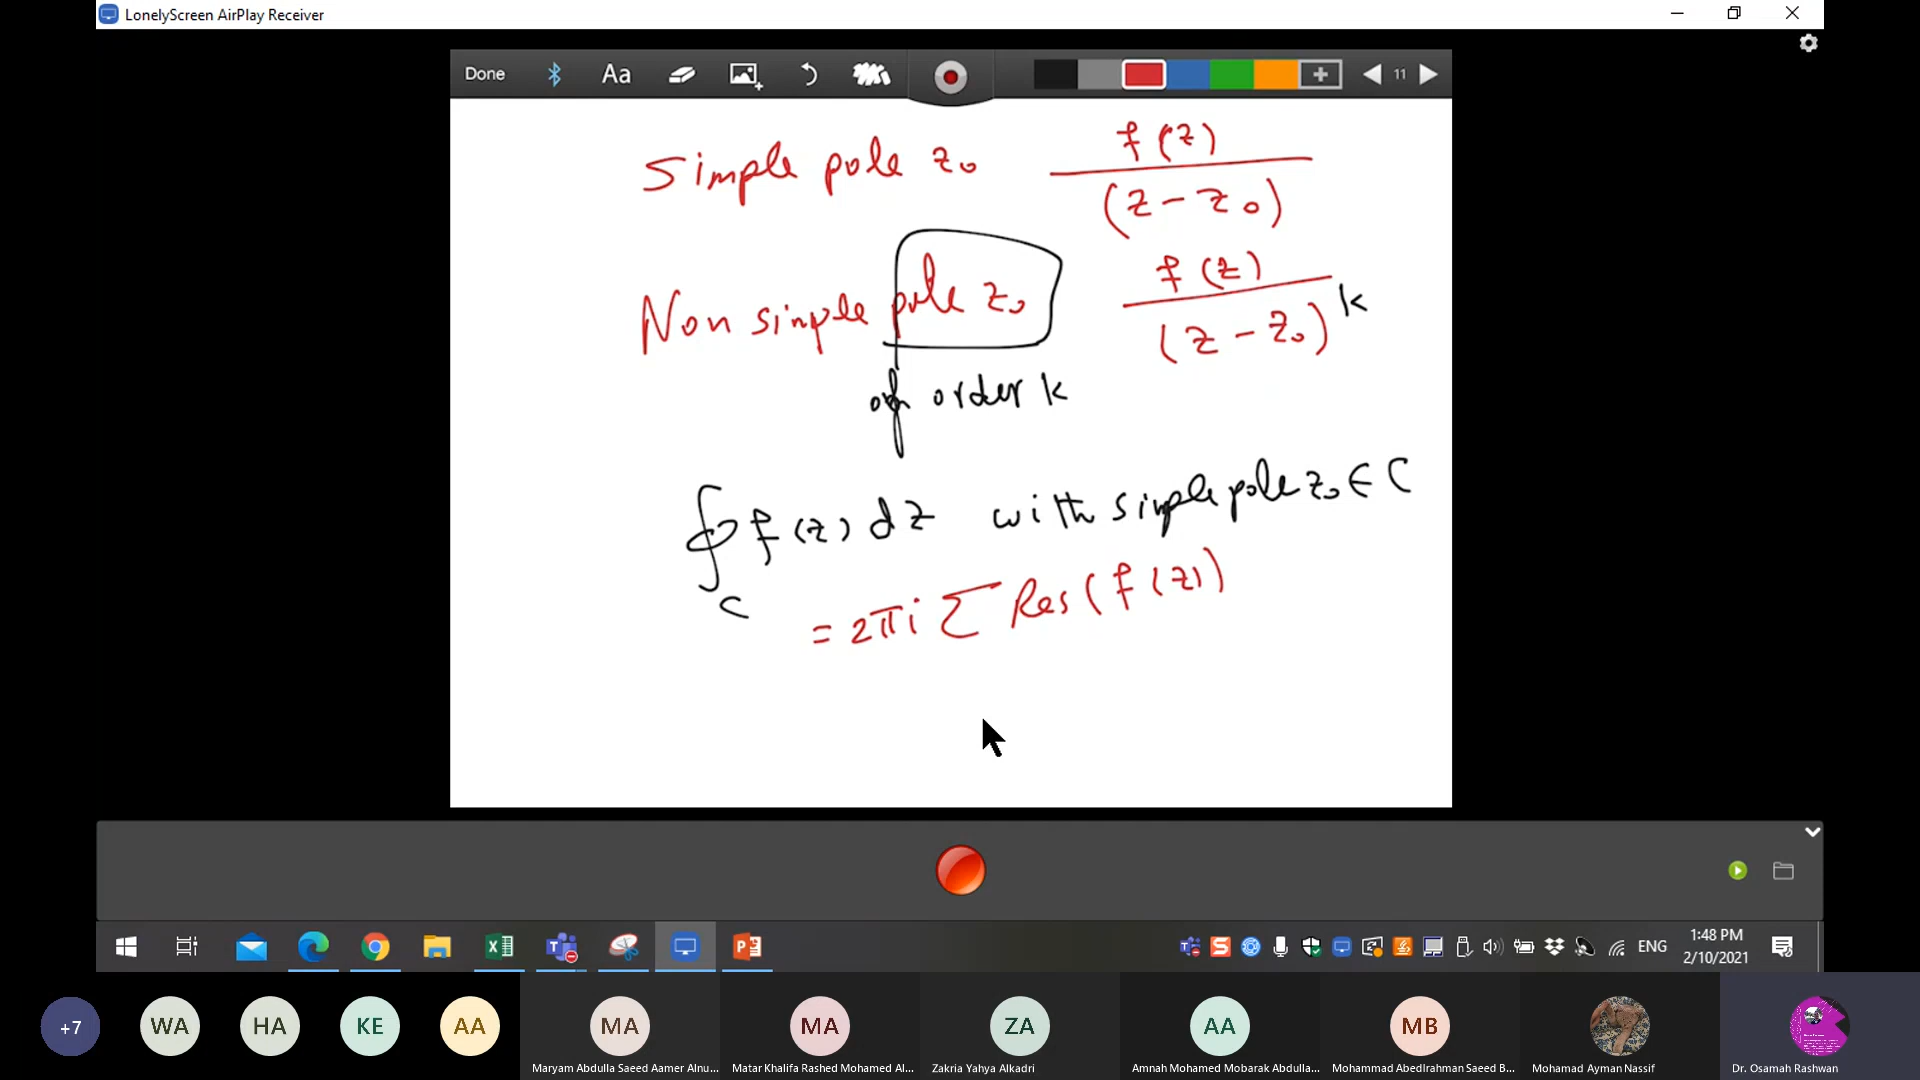 LonelyScreen AirPlay Receiver
Done Aa 11
Simple pole z₀ f(z)
(z - z₀)
Non simple pole z₀ f(z)
(z - z₀)ᵏ
of order k
∮ f(z) dz with simple pole z₀ ∈ C
C
= 2πi Σ Res(f(z))
ENG 1:48 PM
2/10/2021
+7 WA HA KE AA MA MA ZA AA MB
Maryam Abdulla Saeed Aamer Alnu... Matar Khalifa Rashed Mohamed Al... Zakria Yahya Alkadri Amnah Mohamed Mobarak Abdulla... Mohammad Abedlrahman Saeed B... Mohamad Ayman Nassif Dr. Osamah Rashwan